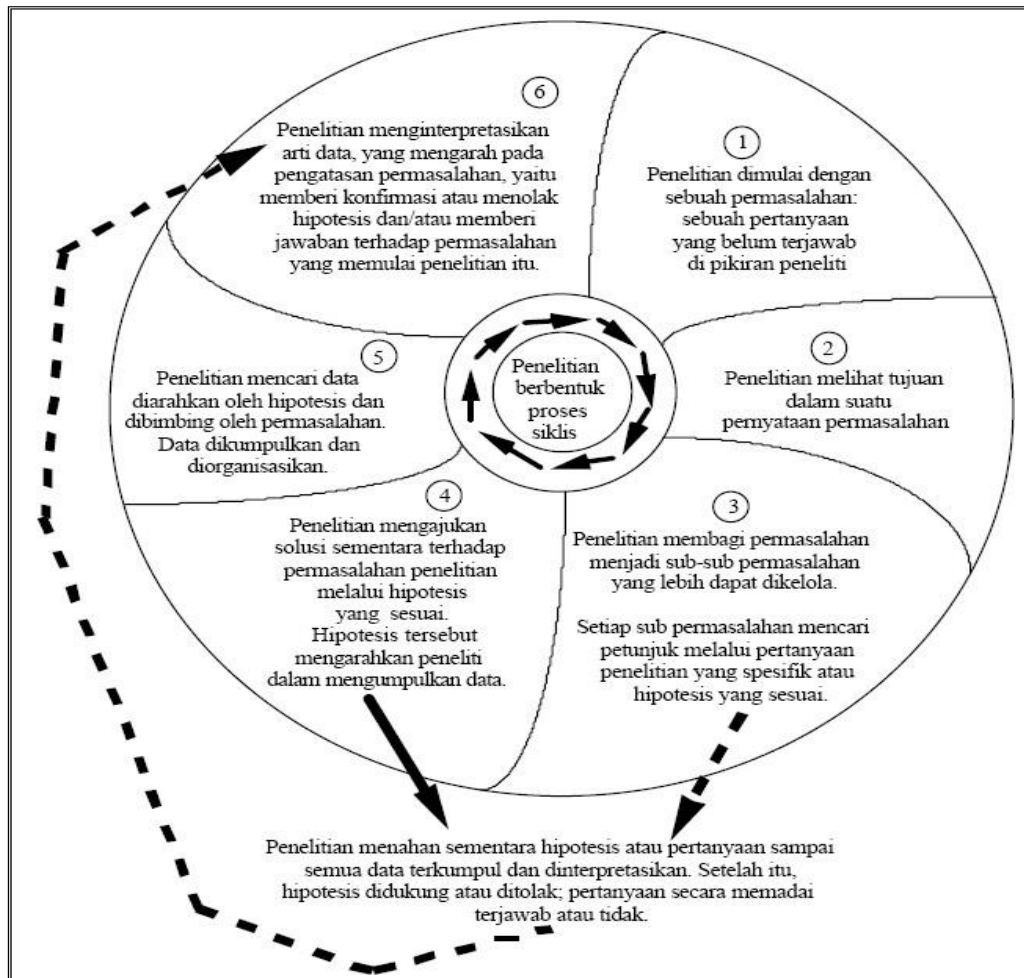 6
Penelitian menginterpretasikan
arti data, yang mengarah pada
pengatasan permasalahan, yaitu
memberi konfirmasi atau menolak
hipotesis dan/atau memberi
jawaban terhadap permasalahan
yang memulai penelitian itu.
1
Penelitian dimulai dengan
sebuah permasalahan:
sebuah pertanyaan
yang belum terjawab
di pikiran peneliti
2
Penelitian melihat tujuan
dalam suatu
pernyataan permasalahan
5
Penelitian mencari data
diarahkan oleh hipotesis dan
dibimbing oleh permasalahan.
Data dikumpulkan dan
diorganisasikan.
Penelitian
berbentuk
proses
siklis
4
Penelitian mengajukan
solusi sementara terhadap
permasalahan penelitian
melalui hipotesis
yang sesuai.
Hipotesis tersebut
mengarahkan peneliti
dalam mengumpulkan data.
3
Penelitian membagi permasalahan
menjadi sub-sub permasalahan
yang lebih dapat dikelola.
Setiap sub permasalahan mencari
petunjuk melalui pertanyaan
penelitian yang spesifik atau
hipotesis yang sesuai.
Penelitian menahan sementara hipotesis atau pertanyaan sampai
semua data terkumpul dan dinterpretasikan. Setelah itu,
hipotesis didukung atau ditolak; pertanyaan secara memadai
terjawab atau tidak.